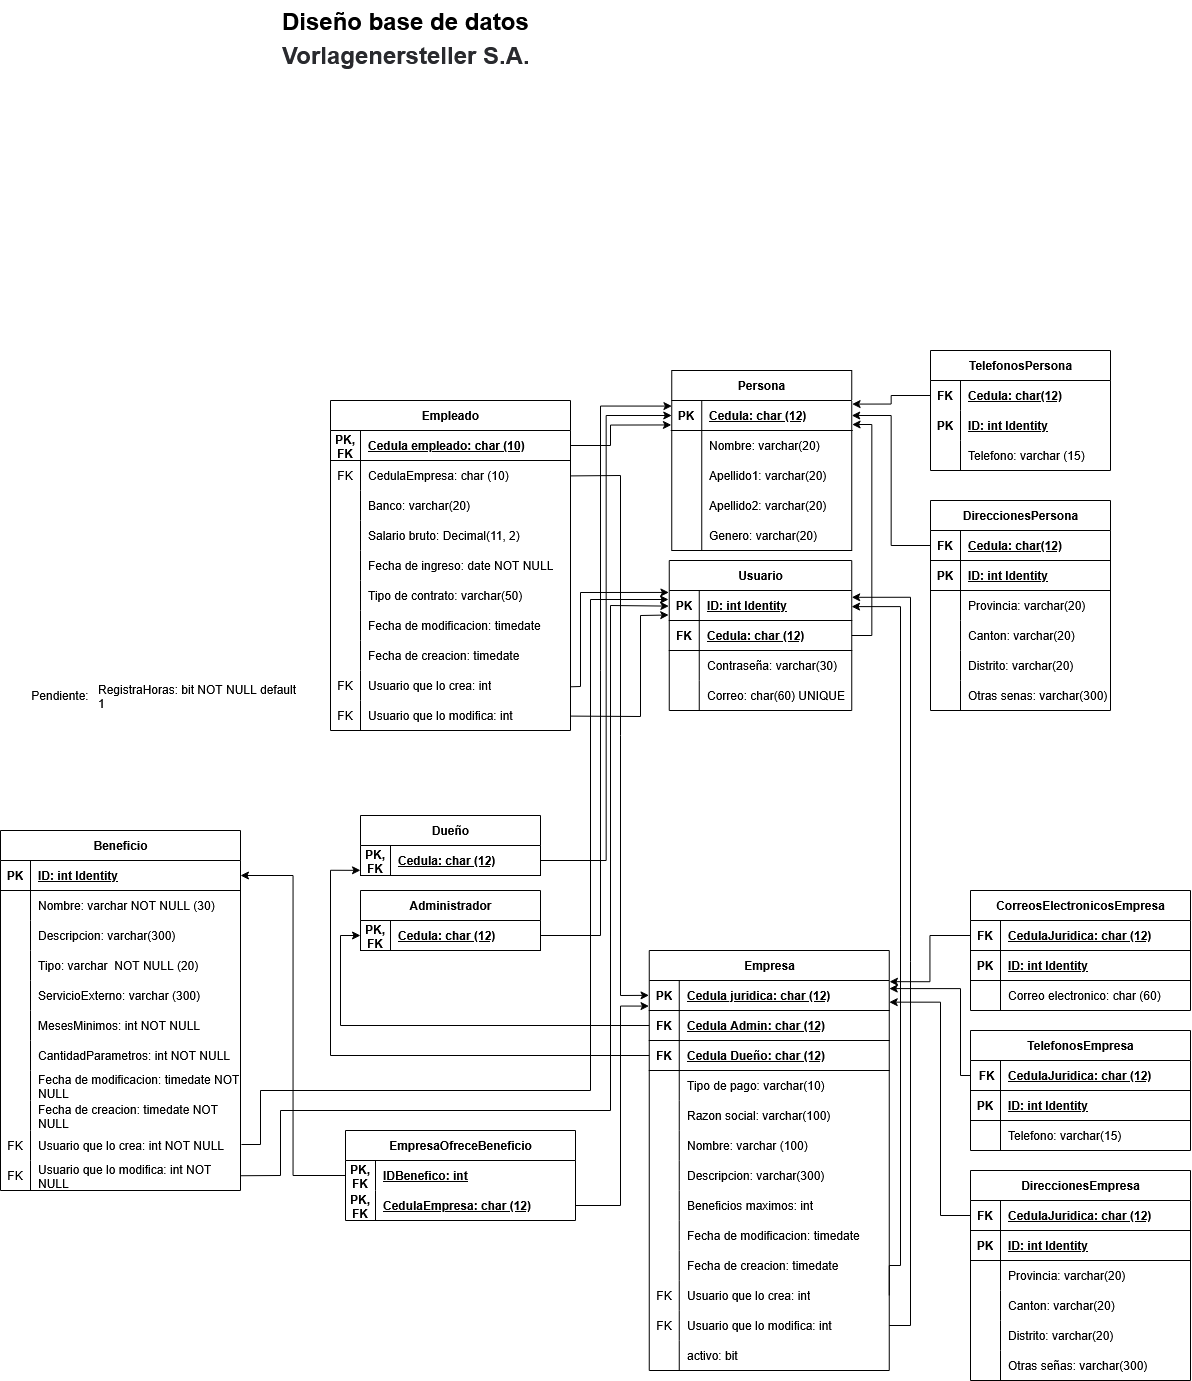 Diseño base de datos
Vorlagenersteller S.A.
Empleado
PK,
FK
Cedula empleado: char (10)
FK
CedulaEmpresa: char (10)
Banco: varchar(20)
Salario bruto: Decimal(11, 2)
Fecha de ingreso: date NOT NULL
Tipo de contrato: varchar(50)
Fecha de modificacion: timedate
Fecha de creacion: timedate
FK
Usuario que lo crea: int
FK
Usuario que lo modifica: int
Persona
PK
Cedula: char (12)
Nombre: varchar(20)
Apellido1: varchar(20)
Apellido2: varchar(20)
Genero: varchar(20)
TelefonosPersona
FK
Cedula: char(12)
PK
ID: int Identity
Telefono: varchar (15)
DireccionesPersona
FK
Cedula: char(12)
PK
ID: int Identity
Provincia: varchar(20)
Canton: varchar(20)
Distrito: varchar(20)
Otras senas: varchar(300)
Usuario
PK
ID: int Identity
FK
Cedula: char (12)
Contraseña: varchar(30)
Correo: char(60) UNIQUE
Pendiente:
RegistraHoras: bit NOT NULL default
1
Beneficio
PK
ID: int Identity
Nombre: varchar NOT NULL (30)
Descripcion: varchar(300)
Tipo: varchar  NOT NULL (20)
ServicioExterno: varchar (300)
MesesMinimos: int NOT NULL
CantidadParametros: int NOT NULL
Fecha de modificacion: timedate NOT
NULL
Fecha de creacion: timedate NOT
NULL
FK
Usuario que lo crea: int NOT NULL
FK
Usuario que lo modifica: int NOT
NULL
Dueño
PK,
FK
Cedula: char (12)
Administrador
PK,
FK
Cedula: char (12)
EmpresaOfreceBeneficio
PK,
FK
IDBenefico: int
PK,
FK
CedulaEmpresa: char (12)
Empresa
PK
Cedula juridica: char (12)
FK
Cedula Admin: char (12)
FK
Cedula Dueño: char (12)
Tipo de pago: varchar(10)
Razon social: varchar(100)
Nombre: varchar (100)
Descripcion: varchar(300)
Beneficios maximos: int
Fecha de modificacion: timedate
Fecha de creacion: timedate
FK
Usuario que lo crea: int
FK
Usuario que lo modifica: int
activo: bit
CorreosElectronicosEmpresa
FK
CedulaJuridica: char (12)
PK
ID: int Identity
Correo electronico: char (60)
TelefonosEmpresa
FK
CedulaJuridica: char (12)
PK
ID: int Identity
Telefono: varchar(15)
DireccionesEmpresa
FK
CedulaJuridica: char (12)
PK
ID: int Identity
Provincia: varchar(20)
Canton: varchar(20)
Distrito: varchar(20)
Otras señas: varchar(300)